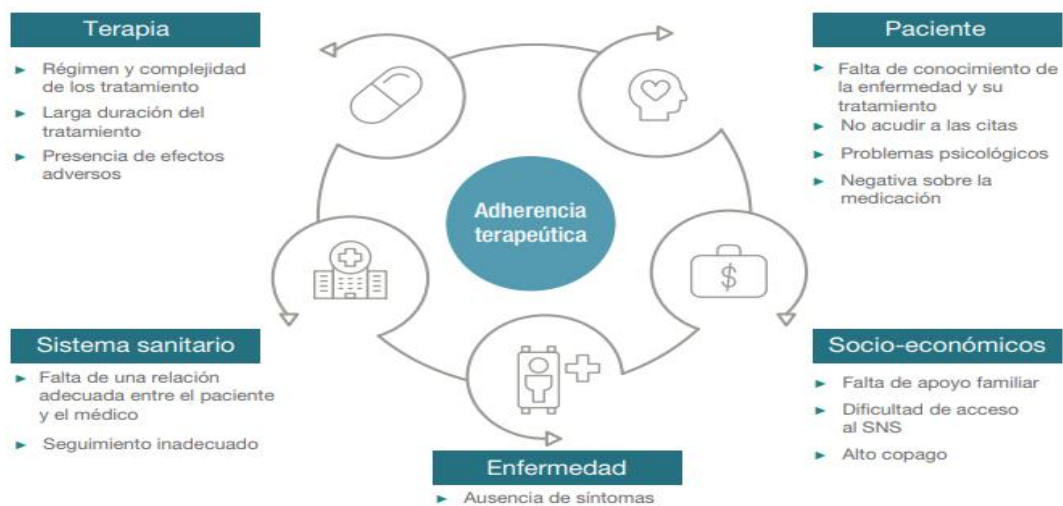 Terapia
Régimen y complejidad
de los tratamiento
Larga duración del
tratamiento
Presencia de efectos
adversos
Paciente
Falta de conocimiento de
la enfermedad y su
tratamiento
No acudir a las citas
Problemas psicológicos
Negativa sobre la
medicación
Adherencia
terapeútica
$
Sistema sanitario
Falta de una relación
adecuada entre el paciente
y el médico
Seguimiento inadecuado
Socio-económicos
Falta de apoyo familiar
Dificultad de acceso
al SNS
Alto copago
Enfermedad
Ausencia de síntomas